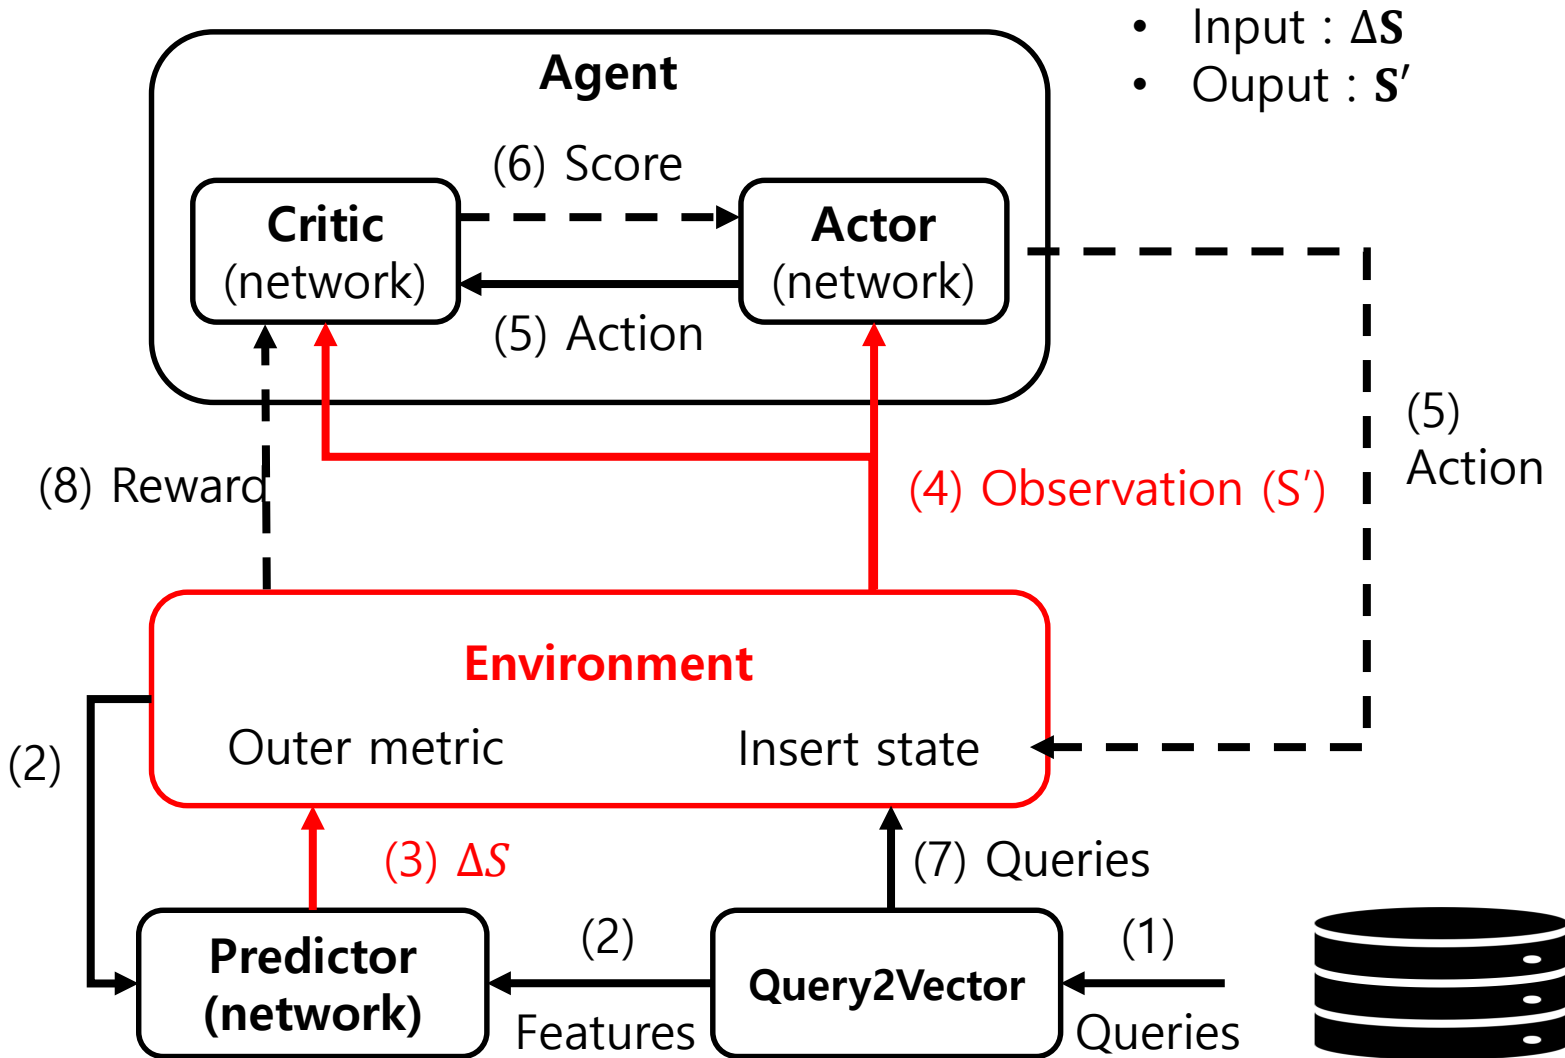 • Input : ΔS
• Ouput : S′
Agent
(6) Score
Critic
(network)
Actor
(network)
(5) Action
(5)
Action
(8) Reward
(4) Observation (S’)
Environment
Outer metric
Insert state
(2)
(3) ΔS
(7) Queries
Predictor
(network)
(2)
Features
Query2Vector
(1)
Queries